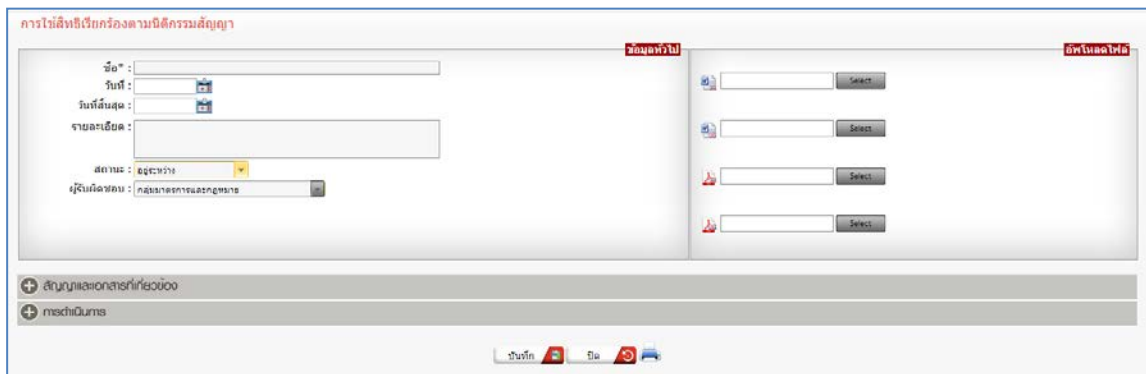 การใช้สิทธิเรียกร้องตามนิติกรรมสัญญา
ข้อมูลทั่วไป
ชื่อ* :
วันที่ :
วันที่สิ้นสุด :
รายละเอียด :
สถานะ : อยู่ระหว่าง
ผู้รับผิดชอบ : กลุ่มมาตรการและกฎหมาย
อัพโหลดไฟล์
Select
Select
Select
Select
สัญญาและเอกสารที่เกี่ยวข้อง
การดำเนินการ
บันทึก ปิด